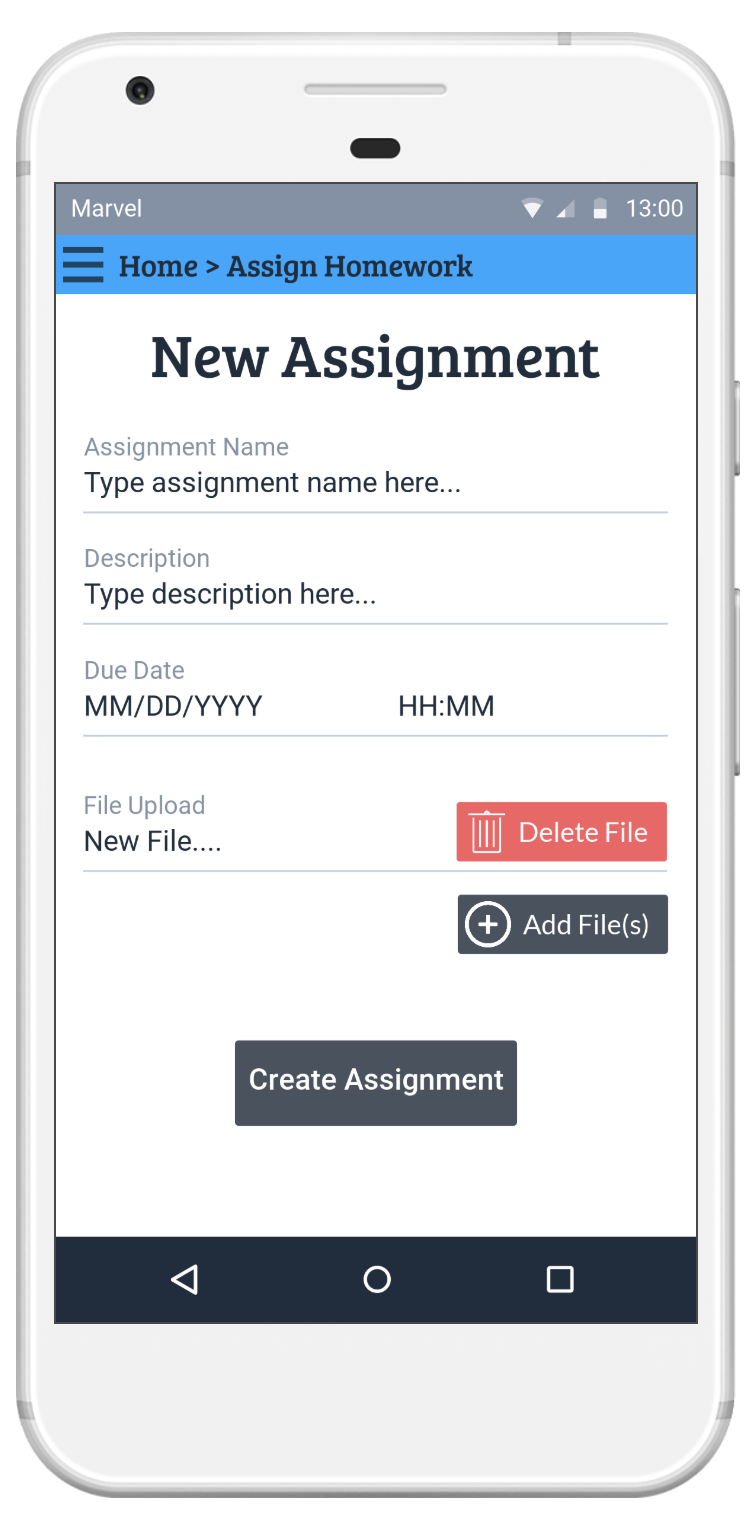 Marvel 13:00
Home > Assign Homework
New Assignment
Assignment Name
Type assignment name here...
Description
Type description here...
Due Date
MM/DD/YYYY HH:MM
File Upload
New File....
Delete File
Add File(s)
Create Assignment